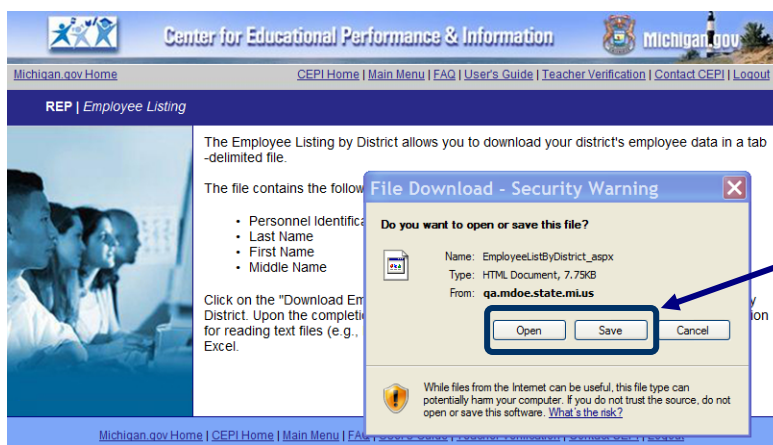 Center for Educational Performance & Information
Michigan.gov
Michigan.gov Home
CEPI Home | Main Menu | FAQ | User's Guide | Teacher Verification | Contact CEPI | Logout
REP | Employee Listing
The Employee Listing by District allows you to download your district's employee data in a tab
-delimited file.
The file contains the follow
• Personnel Identifica
• Last Name
• First Name
• Middle Name
Click on the "Download Em
District. Upon the completi
for reading text files (e.g.,
Excel.
y
ion
File Download - Security Warning
Do you want to open or save this file?
Name: EmployeeListByDistrict_aspx
Type: HTML Document, 7.75KB
From: qa.mdoe.state.mi.us
Open Save Cancel
While files from the Internet can be useful, this file type can
potentially harm your computer. If you do not trust the source, do not
open or save this software. What's the risk?
Michigan.gov Home | CEPI Home | Main Menu | FA